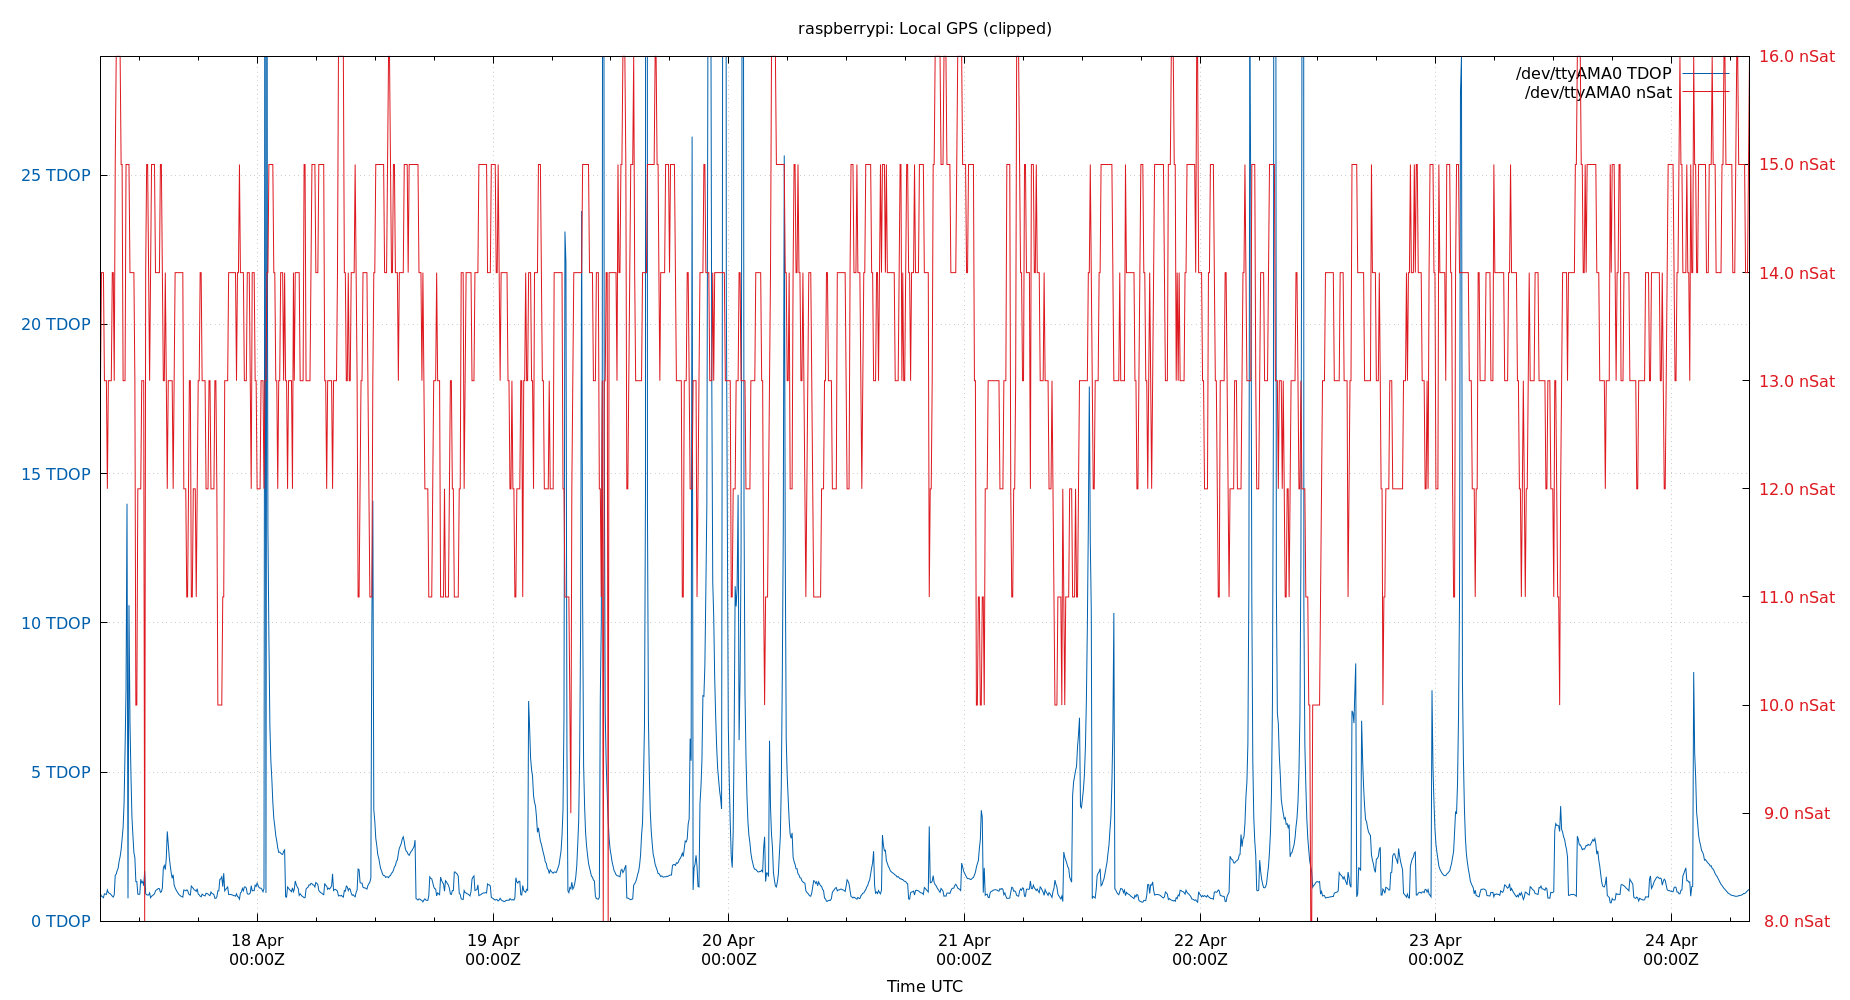 raspberrypi: Local GPS (clipped)
16.0 nSat
/dev/ttyAMA0 TDOP
/dev/ttyAMA0 nSat
15.0 nSat
25 TDOP
14.0 nSat
20 TDOP
13.0 nSat
15 TDOP
12.0 nSat
11.0 nSat
10 TDOP
10.0 nSat
5 TDOP
9.0 nSat
0 TDOP
8.0 nSat
18 Apr
00:00Z
19 Apr
00:00Z
20 Apr
00:00Z
21 Apr
00:00Z
22 Apr
00:00Z
23 Apr
00:00Z
24 Apr
00:00Z
Time UTC